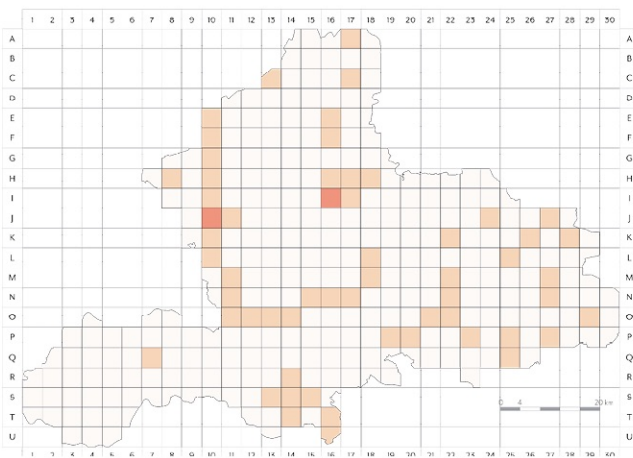 1 2 3 4 5 6 7 8 9 10 11 12 13 14 15 16 17 18 19 20 21 22 23 24 25 26 27 28 29 30
A A
B B
C C
D D
E E
F F
G G
H H
I I
J J
K K
L L
M M
N N
O O
P P
Q Q
R R
S S
0 4 20 km
T T
U U
1 2 3 4 5 6 7 8 9 10 11 12 13 14 15 16 17 18 19 20 21 22 23 24 25 26 27 28 29 30